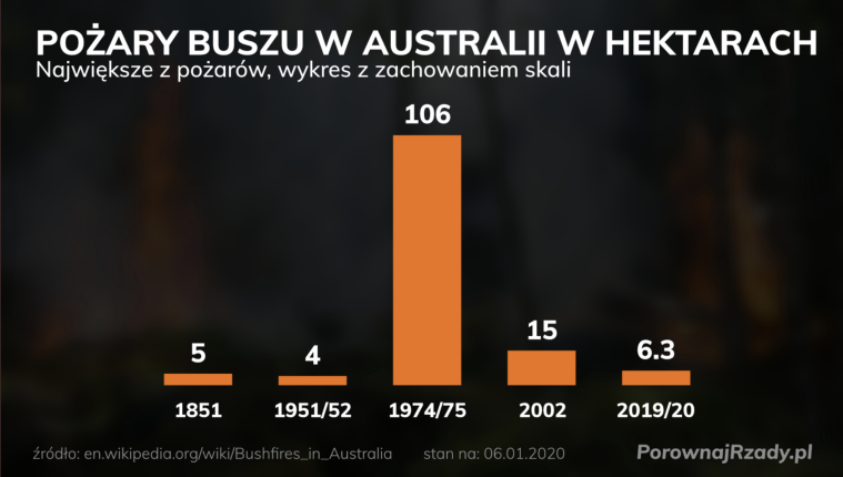 POŻARY BUSZU W AUSTRALII W HEKTARACH
Największe z pożarów, wykres z zachowaniem skali
106
5
4
15
6.3
1851
1951/52
1974/75
2002
2019/20
źródło: en.wikipedia.org/wiki/Bushfires_in_Australia
stan na: 06.01.2020
PorownajRzady.pl